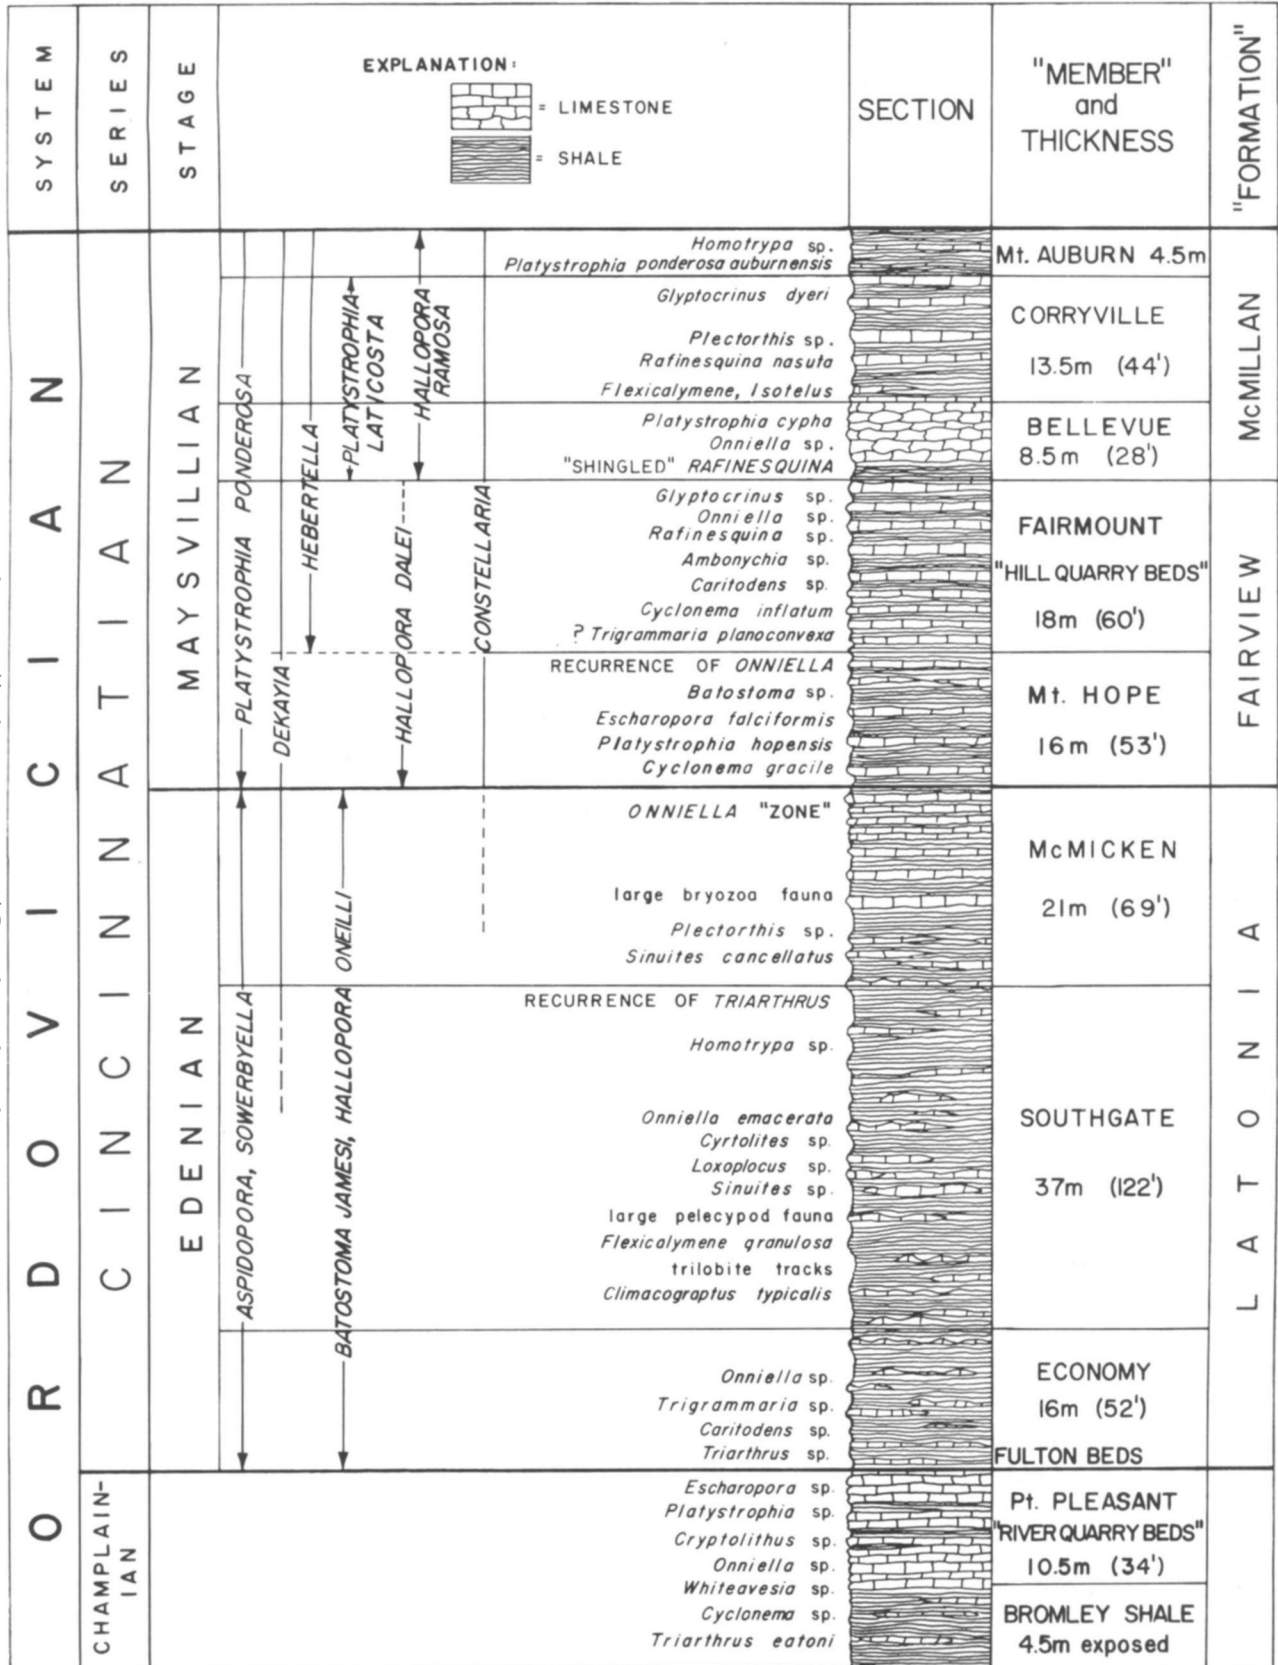 SYSTEM
SERIES
STAGE
EXPLANATION:
= LIMESTONE
= SHALE
SECTION
"MEMBER"
and
THICKNESS
"FORMATION"
ORDOVICIAN
CINCINNATIAN
CHAMPLAIN-
IAN
MAYSVILLIAN
EDENIAN
PLATYSTROPHIA PONDEROSA
DEKAYIA
HEBERTELLA
PLATYSTROPHIA
LATICOSTA
HALLOPORA
RAMOSA
HALLOPORA DALEI
CONSTELLARIA
ASPIDOPORA, SOWERBYELLA
BATOSTOMA JAMESI, HALLOPORA ONEILLI
Homotrypa sp.
Platystrophia ponderosa auburnensis
Glyptocrinus dyeri
Plectorthis sp.
Rafinesquina nasuta
Flexicalymene, Isotelus
Platystrophia cypha
Onniella sp.
"SHINGLED" RAFINESQUINA
Glyptocrinus sp.
Onniella sp.
Rafinesquina sp.
Ambonychia sp.
Caritodens sp.
Cyclonema inflatum
? Trigrammaria planoconvexa
RECURRENCE OF ONNIELLA
Batostoma sp.
Escharopora falciformis
Platystrophia hopensis
Cyclonema gracile
ONNIELLA "ZONE"
large bryozoa fauna
Plectorthis sp.
Sinuites cancellatus
RECURRENCE OF TRIARTHRUS
Homotrypa sp.
Onniella emacerata
Cyrtolites sp.
Loxoplocus sp.
Sinuites sp.
large pelecypod fauna
Flexicalymene granulosa
trilobite tracks
Climacograptus typicalis
Onniella sp.
Trigrammaria sp.
Caritodens sp.
Triarthrus sp.
Escharopora sp.
Platystrophia sp.
Cryptolithus sp.
Onniella sp.
Whiteavesia sp.
Cyclonema sp.
Triarthrus eatoni
Mt. AUBURN 4.5m
CORRYVILLE
13.5m (44')
BELLEVUE
8.5m (28')
FAIRMOUNT
"HILL QUARRY BEDS"
18m (60')
Mt. HOPE
16m (53')
McMICKEN
21m (69')
SOUTHGATE
37m (122')
ECONOMY
16m (52')
FULTON BEDS
Pt. PLEASANT
"RIVER QUARRY BEDS"
10.5m (34')
BROMLEY SHALE
4.5m exposed
McMILLAN
FAIRVIEW
LATONIA